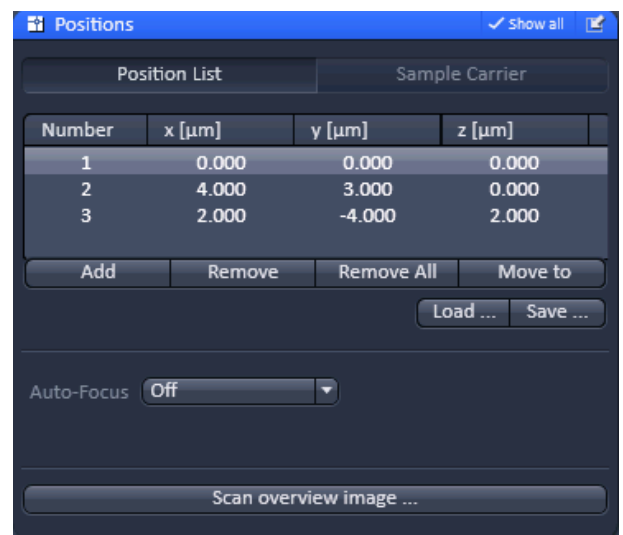 Positions Show all
Position List Sample Carrier
Number x [µm] y [µm] z [µm]
1 0.000 0.000 0.000
2 4.000 3.000 0.000
3 2.000 -4.000 2.000
Add Remove Remove All Move to
Load ... Save ...
Auto-Focus Off
Scan overview image ...